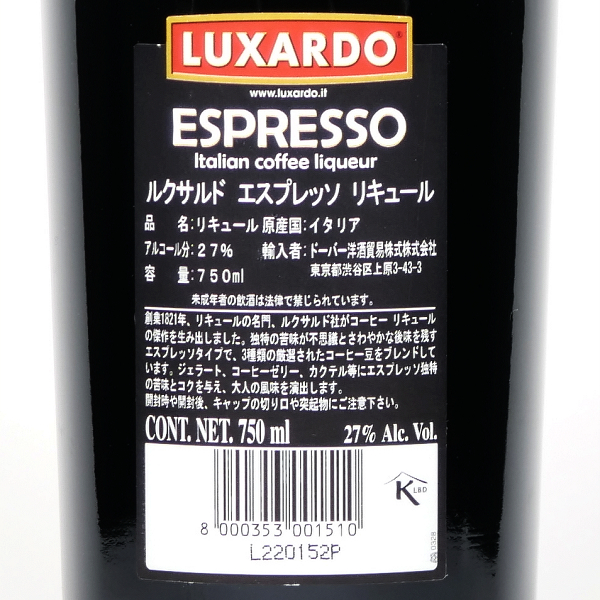 LUXARDO®
www.luxardo.it
ESPRESSO
Italian coffee liqueur
ルクサルド エスプレッソ リキュール
品 名:リキュール 原産国:イタリア
アルコール分:27% 輸入者:ドーバー洋酒貿易株式会社
容 量:750ml 東京都渋谷区上原3-43-3
未成年者の飲酒は法律で禁じられています。
創業1821年、リキュールの名門、ルクサルド社がコーヒー リキュール
の傑作を生み出しました。独特の苦味が不思議とさわやかな後味を残す
エスプレッソタイプで、3種類の厳選されたコーヒー豆をブレンドして
います。ジェラート、コーヒーゼリー、カクテル等にエスプレッソ独特
の苦味とコクを与え、大人の風味を演出します。
開封時や開封後、キャップの切り口や突起物にご注意下さい。
CONT. NET. 750 ml 27% Alc. Vol.
K LBD
8 000353 001510
L220152P
0328